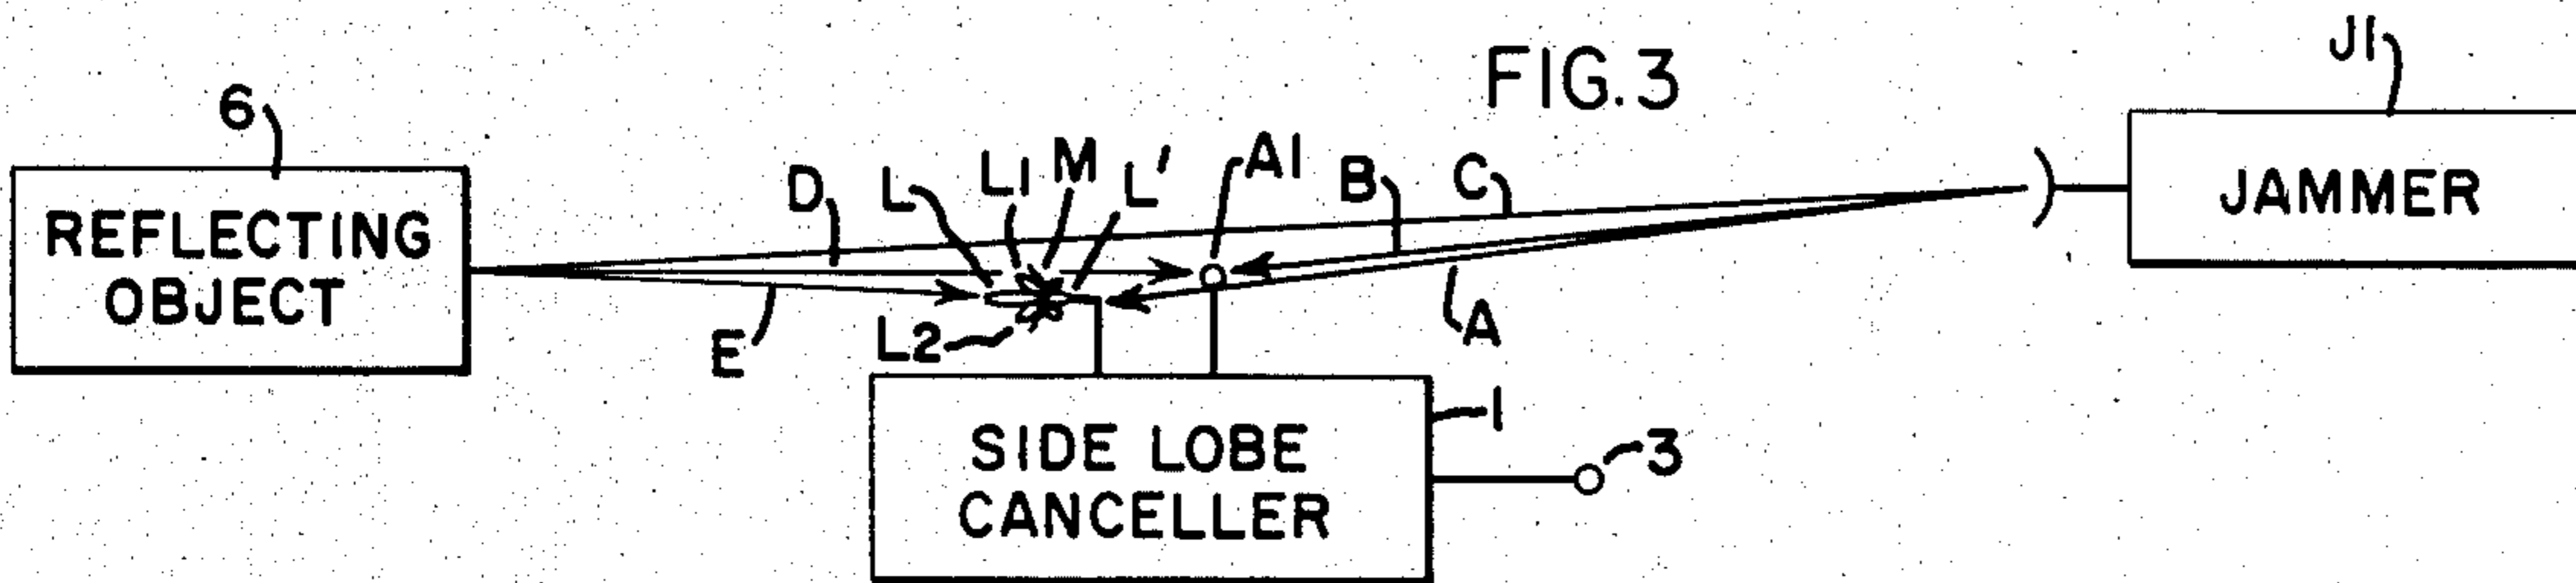 FIG.3
J1
6
A1
L1 M L'
B C
D L
REFLECTING
OBJECT
JAMMER
E
L2
A
1
SIDE LOBE
CANCELLER
3